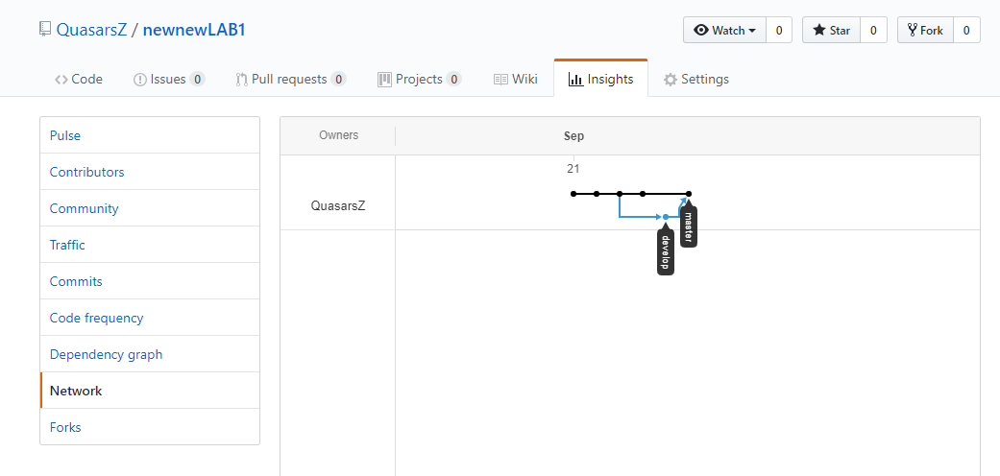 QuasarsZ / newnewLAB1
Watch 0 Star 0 Fork 0
Code Issues 0 Pull requests 0 Projects 0 Wiki Insights Settings
Pulse
Contributors
Community
Traffic
Commits
Code frequency
Dependency graph
Network
Forks
Owners Sep
21
QuasarsZ
master
develop